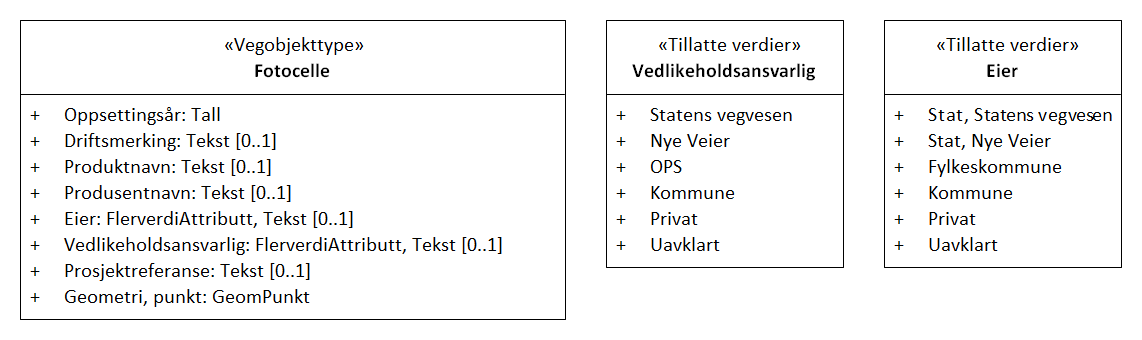 «Vegobjekttype»
Fotocelle
+ Oppsettingsår: Tall
+ Driftsmerking: Tekst [0..1]
+ Produktnavn: Tekst [0..1]
+ Produsentnavn: Tekst [0..1]
+ Eier: FlerverdiAttributt, Tekst [0..1]
+ Vedlikeholdsansvarlig: FlerverdiAttributt, Tekst [0..1]
+ Prosjektreferanse: Tekst [0..1]
+ Geometri, punkt: GeomPunkt
«Tillatte verdier»
Vedlikeholdsansvarlig
+ Statens vegvesen
+ Nye Veier
+ OPS
+ Kommune
+ Privat
+ Uavklart
«Tillatte verdier»
Eier
+ Stat, Statens vegvesen
+ Stat, Nye Veier
+ Fylkeskommune
+ Kommune
+ Privat
+ Uavklart